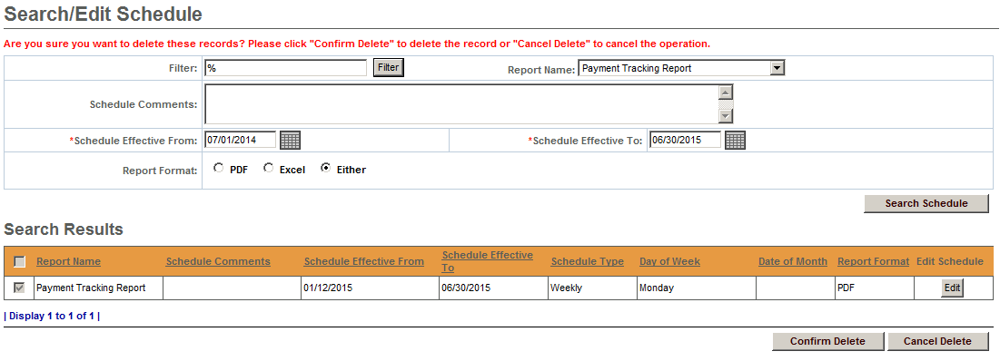 Search/Edit Schedule
Are you sure you want to delete these records? Please click "Confirm Delete" to delete the record or "Cancel Delete" to cancel the operation.
Filter: % Filter Report Name: Payment Tracking Report
Schedule Comments:
*Schedule Effective From: 07/01/2014 *Schedule Effective To: 06/30/2015
Report Format: PDF Excel Either
Search Schedule
Search Results
Report Name Schedule Comments Schedule Effective From Schedule Effective To Schedule Type Day of Week Date of Month Report Format Edit Schedule
Payment Tracking Report 01/12/2015 06/30/2015 Weekly Monday PDF Edit
| Display 1 to 1 of 1 |
Confirm Delete Cancel Delete